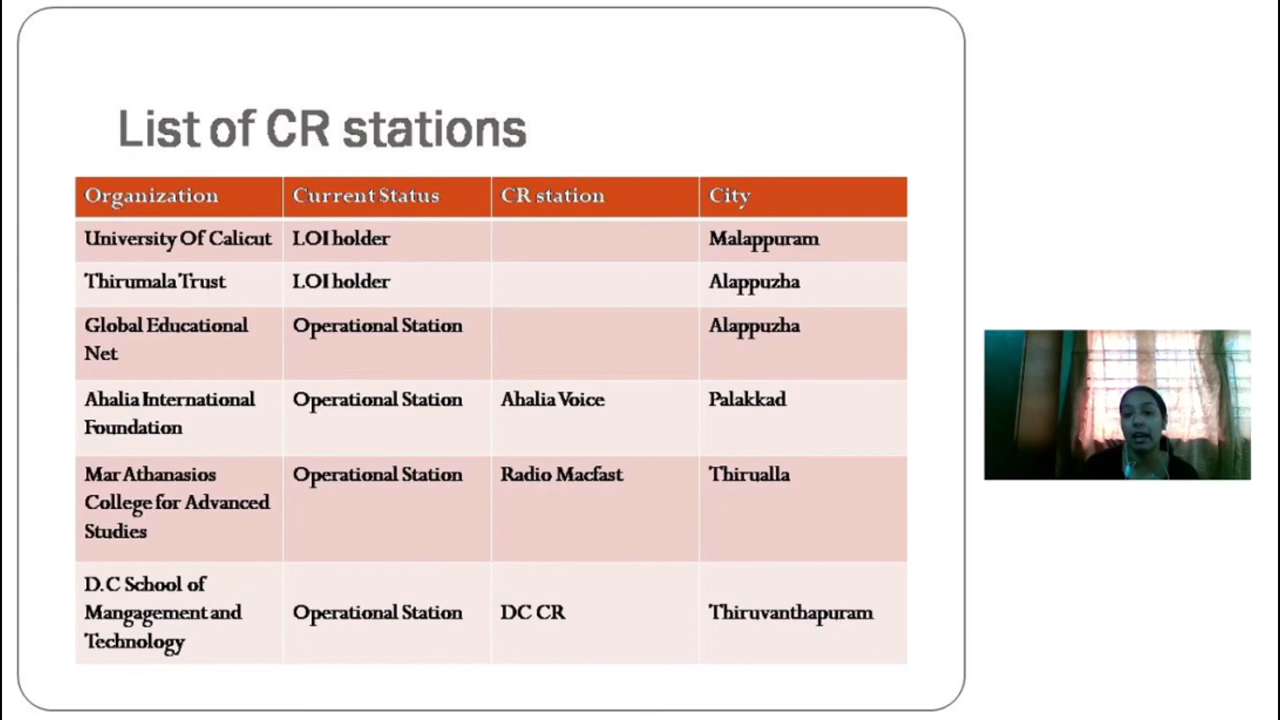 List of CR stations
Organization Current Status CR station City
University Of Calicut LOI holder Malappuram
Thirumala Trust LOI holder Alappuzha
Global Educational Operational Station Alappuzha
Net
Ahalia International Operational Station Ahalia Voice Palakkad
Foundation
Mar Athanasios Operational Station Radio Macfast Thirualla
College for Advanced
Studies
D.C School of
Mangagement and Operational Station DC CR Thiruvanthapuram
Technology